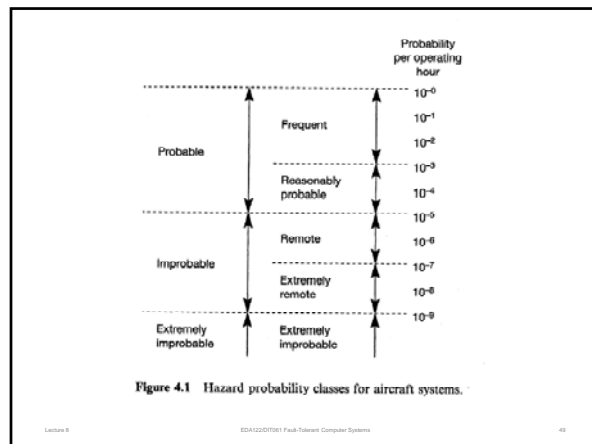 Probability
per operating
hour
10⁻⁰
10⁻¹
Frequent
10⁻²
Probable
10⁻³
Reasonably
probable
10⁻⁴
10⁻⁵
Remote
10⁻⁶
Improbable
10⁻⁷
Extremely
remote
10⁻⁸
10⁻⁹
Extremely
improbable
Extremely
improbable
Figure 4.1 Hazard probability classes for aircraft systems.
Lecture 8 EDA122/DIT061 Fault-Tolerant Computer Systems 49